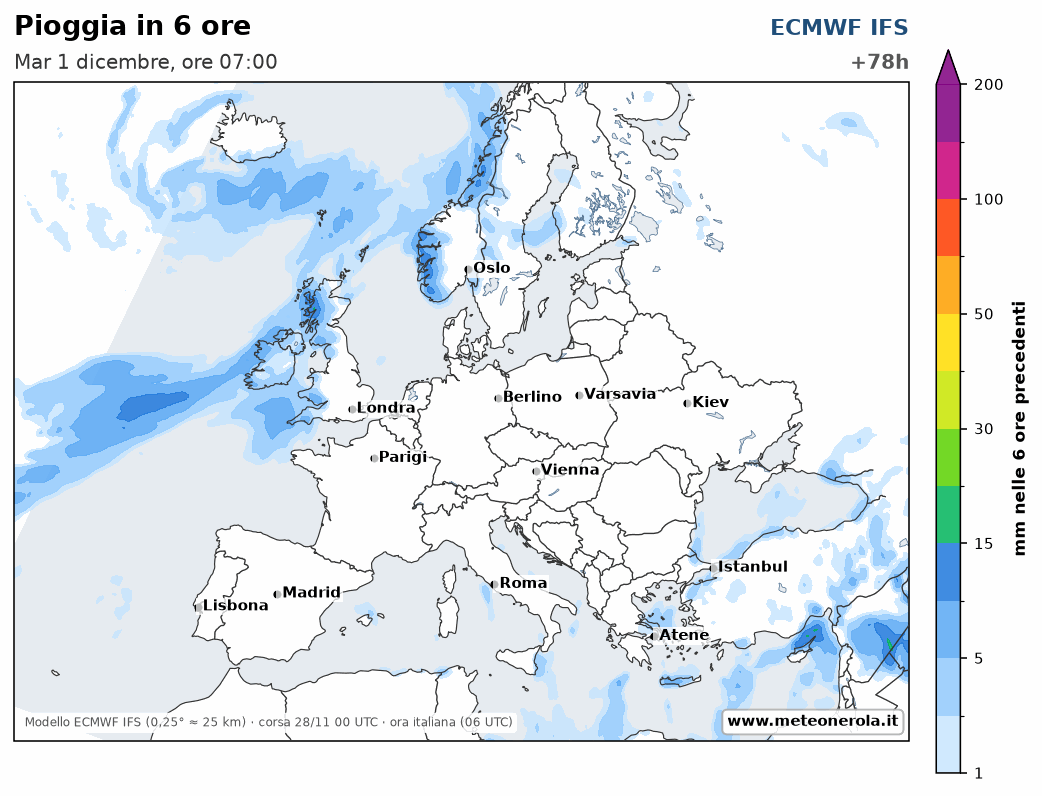 Pioggia in 6 ore
ECMWF IFS
Mar 1 dicembre, ore 07:00
+78h
200
100
50
30
15
5
1
mm nelle 6 ore precedenti
Oslo
Berlino
Varsavia
Kiev
Londra
Parigi
Vienna
Istanbul
Roma
Madrid
Lisbona
Atene
Modello ECMWF IFS (0,25° ≈ 25 km) · corsa 28/11 00 UTC · ora italiana (06 UTC)
www.meteonerola.it